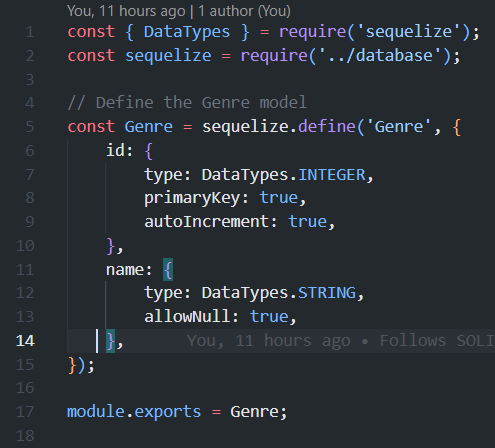 You, 11 hours ago | 1 author (You)
1 const { DataTypes } = require('sequelize');
2 const sequelize = require('../database');
3
4 // Define the Genre model
5 const Genre = sequelize.define('Genre', {
6     id: {
7         type: DataTypes.INTEGER,
8         primaryKey: true,
9         autoIncrement: true,
10     },
11     name: {
12         type: DataTypes.STRING,
13         allowNull: true,
14     },    You, 11 hours ago • Follows SOLI
15 });
16
17 module.exports = Genre;
18